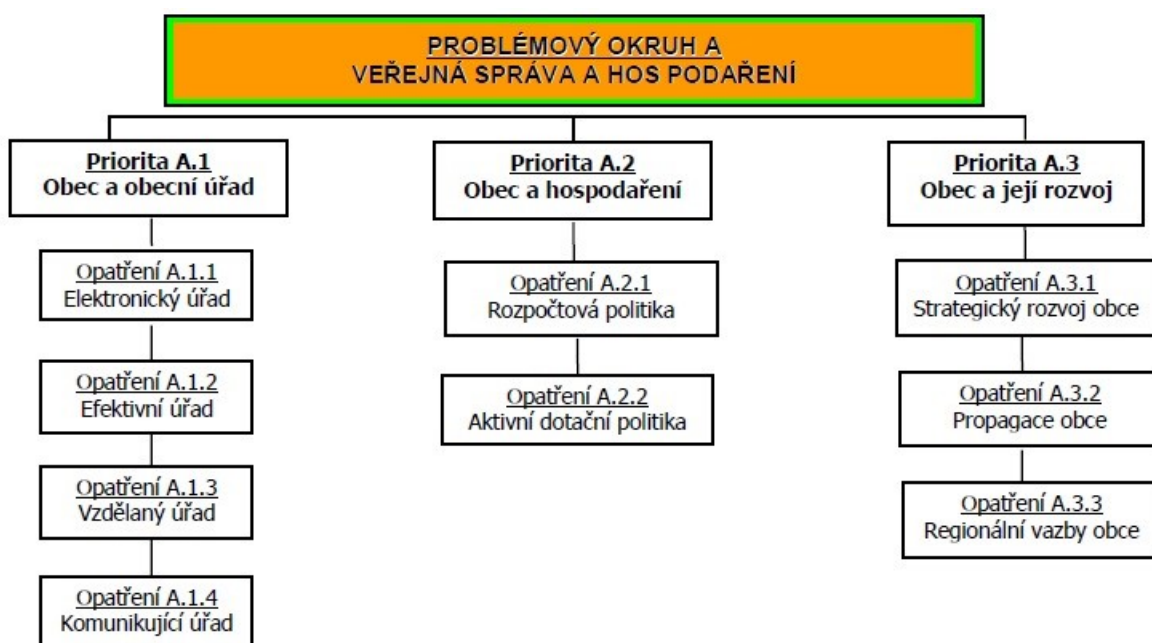 PROBLÉMOVÝ OKRUH A
VEŘEJNÁ SPRÁVA A HOS PODAŘENÍ
Priorita A.1
Obec a obecní úřad
Opatření A.1.1
Elektronický úřad
Opatření A.1.2
Efektivní úřad
Opatření A.1.3
Vzdělaný úřad
Opatření A.1.4
Komunikující úřad
Priorita A.2
Obec a hospodaření
Opatření A.2.1
Rozpočtová politika
Opatření A.2.2
Aktivní dotační politika
Priorita A.3
Obec a její rozvoj
Opatření A.3.1
Strategický rozvoj obce
Opatření A.3.2
Propagace obce
Opatření A.3.3
Regionální vazby obce